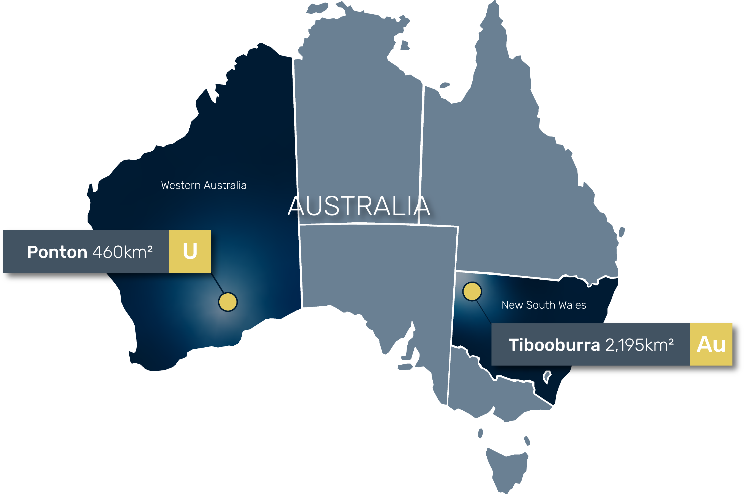 Western Australia
AUSTRALIA
Ponton 460km² U
New South Wales
Tibooburra 2,195km² Au